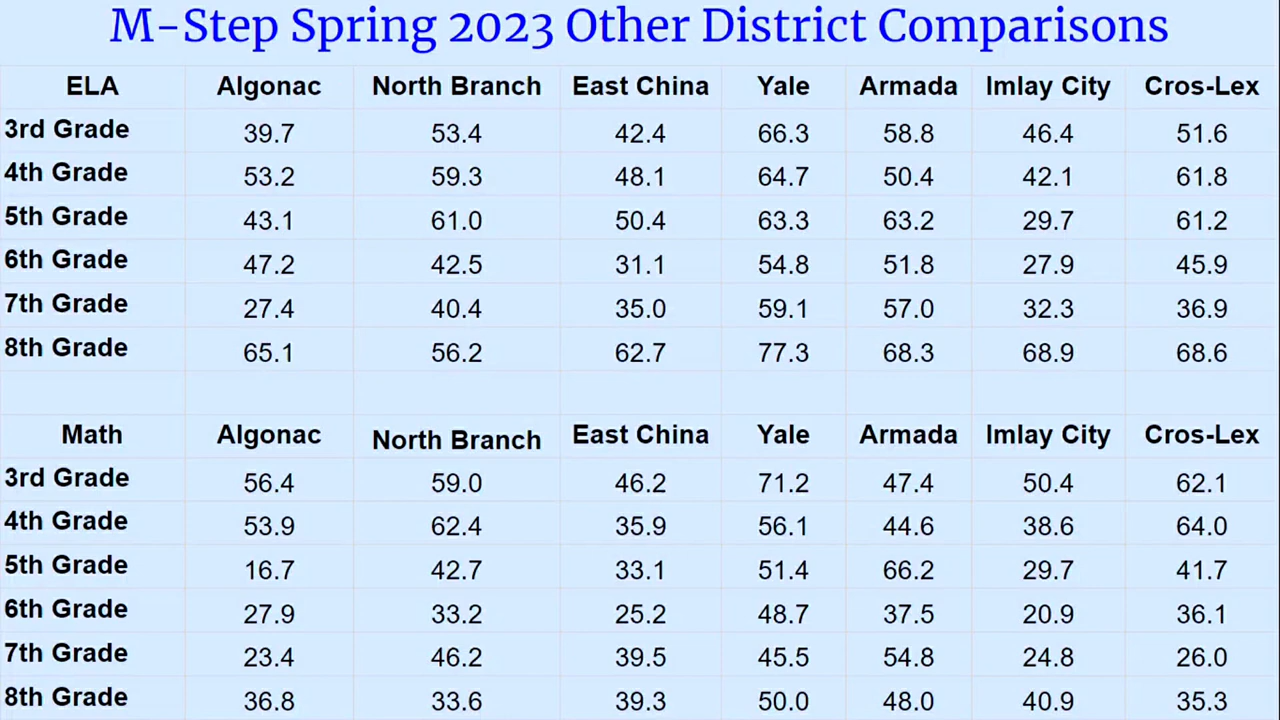 M-Step Spring 2023 Other District Comparisons
ELA Algonac North Branch East China Yale Armada Imlay City Cros-Lex
3rd Grade 39.7 53.4 42.4 66.3 58.8 46.4 51.6
4th Grade 53.2 59.3 48.1 64.7 50.4 42.1 61.8
5th Grade 43.1 61.0 50.4 63.3 63.2 29.7 61.2
6th Grade 47.2 42.5 31.1 54.8 51.8 27.9 45.9
7th Grade 27.4 40.4 35.0 59.1 57.0 32.3 36.9
8th Grade 65.1 56.2 62.7 77.3 68.3 68.9 68.6
Math Algonac North Branch East China Yale Armada Imlay City Cros-Lex
3rd Grade 56.4 59.0 46.2 71.2 47.4 50.4 62.1
4th Grade 53.9 62.4 35.9 56.1 44.6 38.6 64.0
5th Grade 16.7 42.7 33.1 51.4 66.2 29.7 41.7
6th Grade 27.9 33.2 25.2 48.7 37.5 20.9 36.1
7th Grade 23.4 46.2 39.5 45.5 54.8 24.8 26.0
8th Grade 36.8 33.6 39.3 50.0 48.0 40.9 35.3